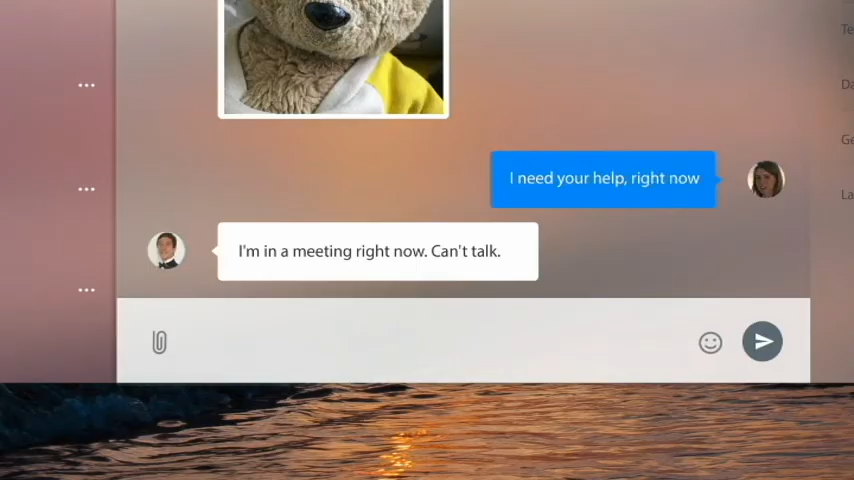 I need your help, right now
I'm in a meeting right now. Can't talk.